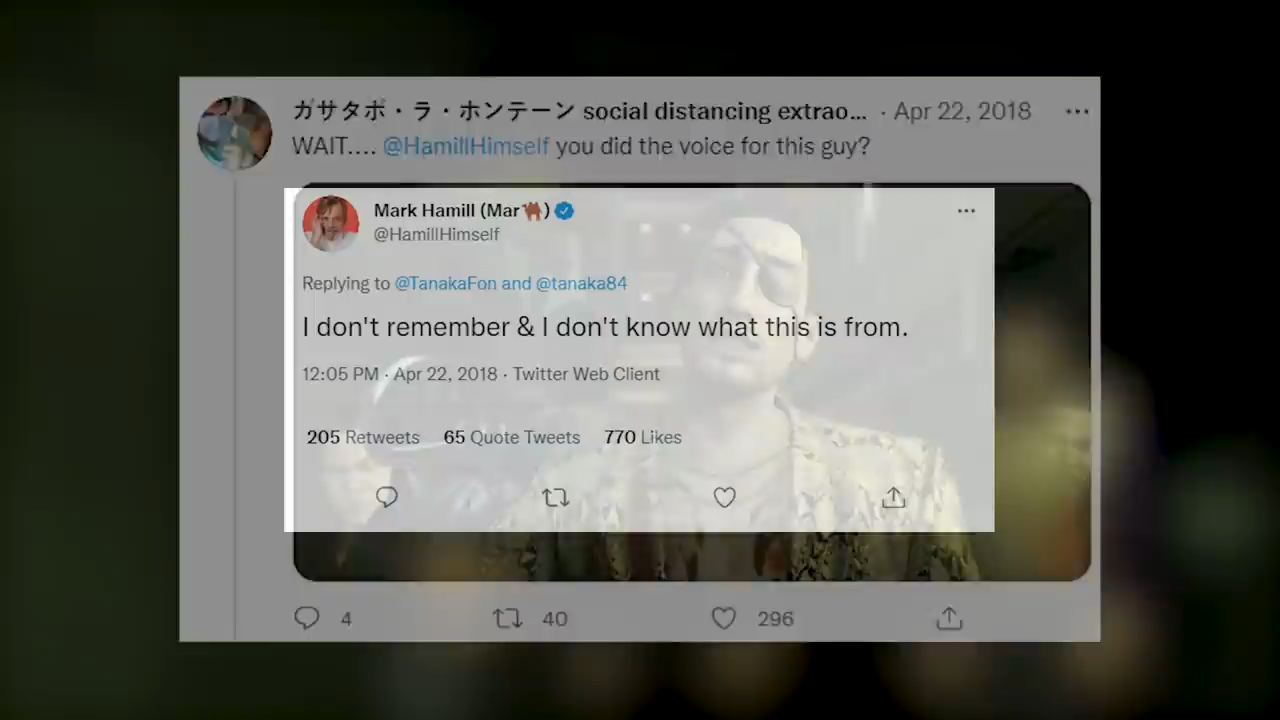 ガサタボ・ラ・ホンテーン social distancing extrao... · Apr 22, 2018
WAIT.... @HamillHimself you did the voice for this guy?
Mark Hamill (Mar🐪)
@HamillHimself
Replying to @TanakaFon and @tanaka84
I don't remember & I don't know what this is from.
12:05 PM · Apr 22, 2018 · Twitter Web Client
205 Retweets 65 Quote Tweets 770 Likes
4 40 296